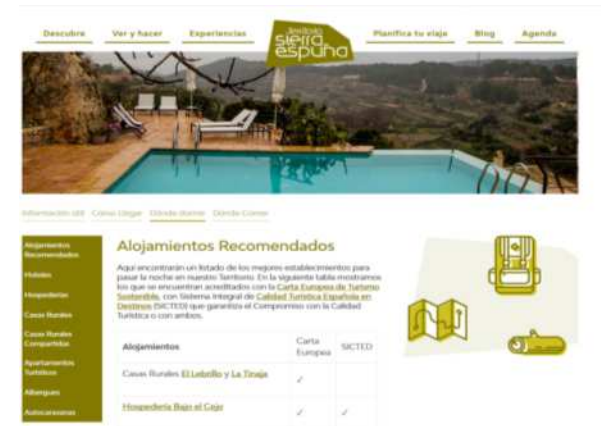 Descubre Ver y hacer Experiencias Territorio sierra espuña Planifica tu viaje Blog Agenda
Información útil Cómo Llegar Dónde dormir Dónde Comer
Alojamientos Recomendados
Hoteles
Hospederías
Casas Rurales
Casas Rurales Compartidas
Apartamentos Turísticos
Albergues
Autocaravanas
Alojamientos Recomendados
Aquí encontrarán un listado de los mejores establecimientos para
pasar la noche en nuestro Territorio. En la siguiente tabla mostramos
los que se encuentran acreditados con la Carta Europea de Turismo
Sostenible, con Sistema Integral de Calidad Turística Española en
Destinos (SICTED) que garantiza el Compromiso con la Calidad
Turística o con ambos.
Alojamientos Carta Europea SICTED
Casas Rurales El Lebrillo y La Tinaja ✓
Hospedería Bajo el Cejo ✓ ✓